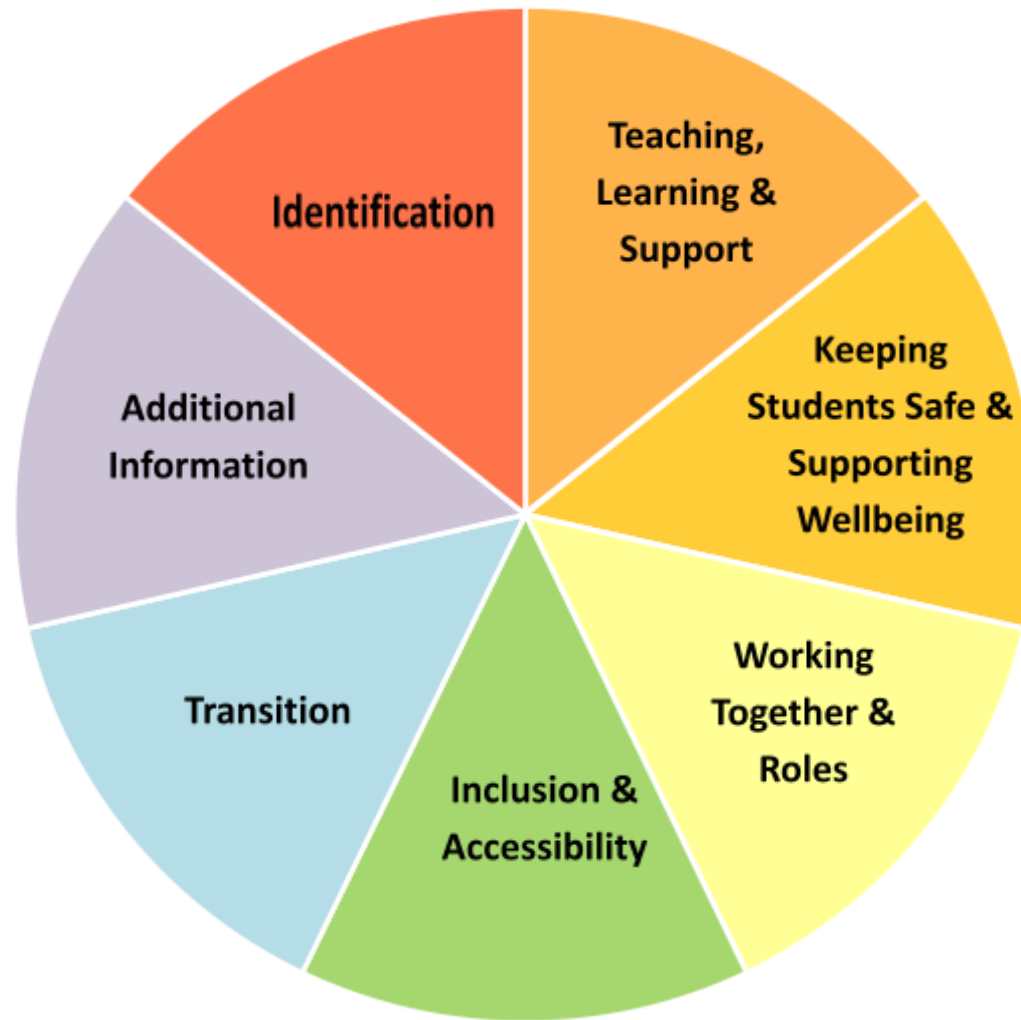 Identification
Teaching,
Learning &
Support
Keeping
Students Safe &
Supporting
Wellbeing
Working
Together &
Roles
Inclusion &
Accessibility
Transition
Additional
Information